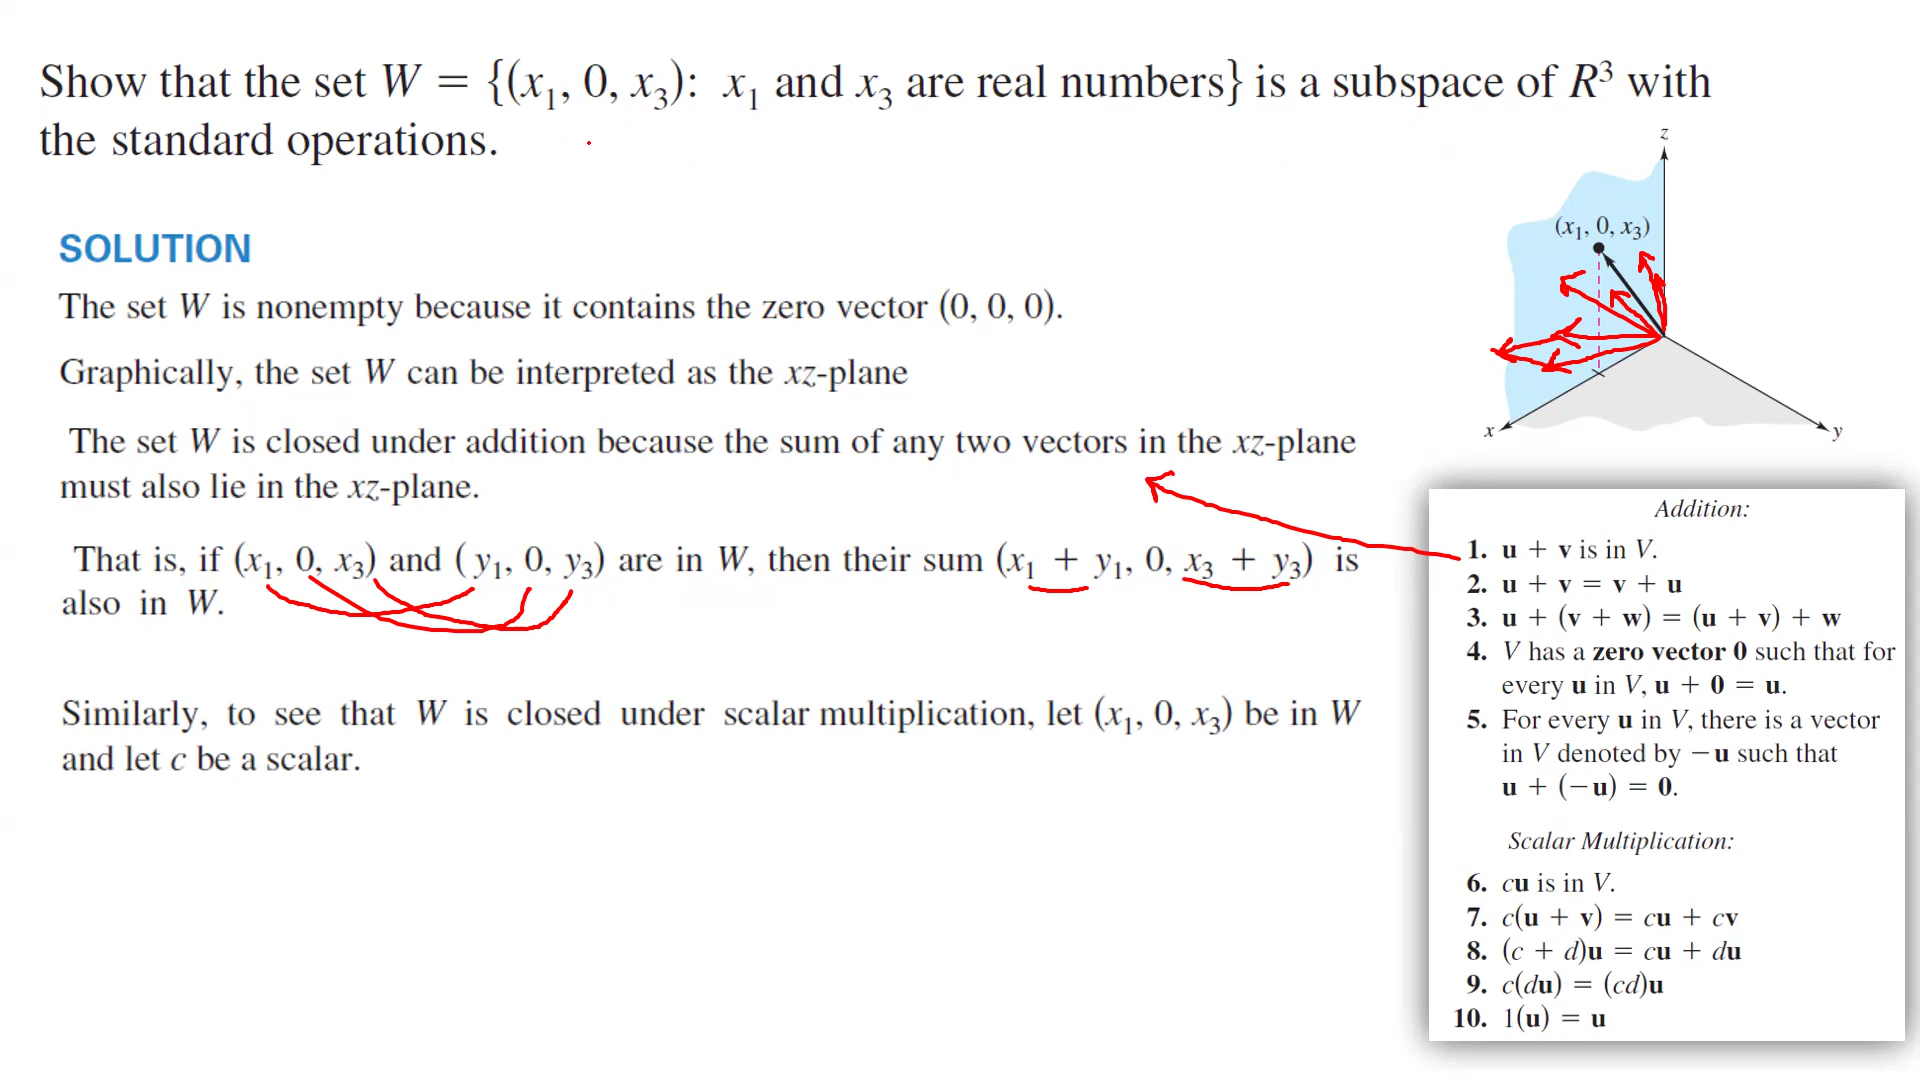 Show that the set W = {(x₁, 0, x₃): x₁ and x₃ are real numbers} is a subspace of R³ with
the standard operations.
z
(x₁, 0, x₃)
x
y
SOLUTION
The set W is nonempty because it contains the zero vector (0, 0, 0).
Graphically, the set W can be interpreted as the xz-plane
The set W is closed under addition because the sum of any two vectors in the xz-plane
must also lie in the xz-plane.
That is, if (x₁, 0, x₃) and (y₁, 0, y₃) are in W, then their sum (x₁ + y₁, 0, x₃ + y₃) is
also in W.
Similarly, to see that W is closed under scalar multiplication, let (x₁, 0, x₃) be in W
and let c be a scalar.
Addition:
1. u + v is in V.
2. u + v = v + u
3. u + (v + w) = (u + v) + w
4. V has a zero vector 0 such that for
every u in V, u + 0 = u.
5. For every u in V, there is a vector
in V denoted by −u such that
u + (−u) = 0.
Scalar Multiplication:
6. cu is in V.
7. c(u + v) = cu + cv
8. (c + d)u = cu + du
9. c(du) = (cd)u
10. 1(u) = u